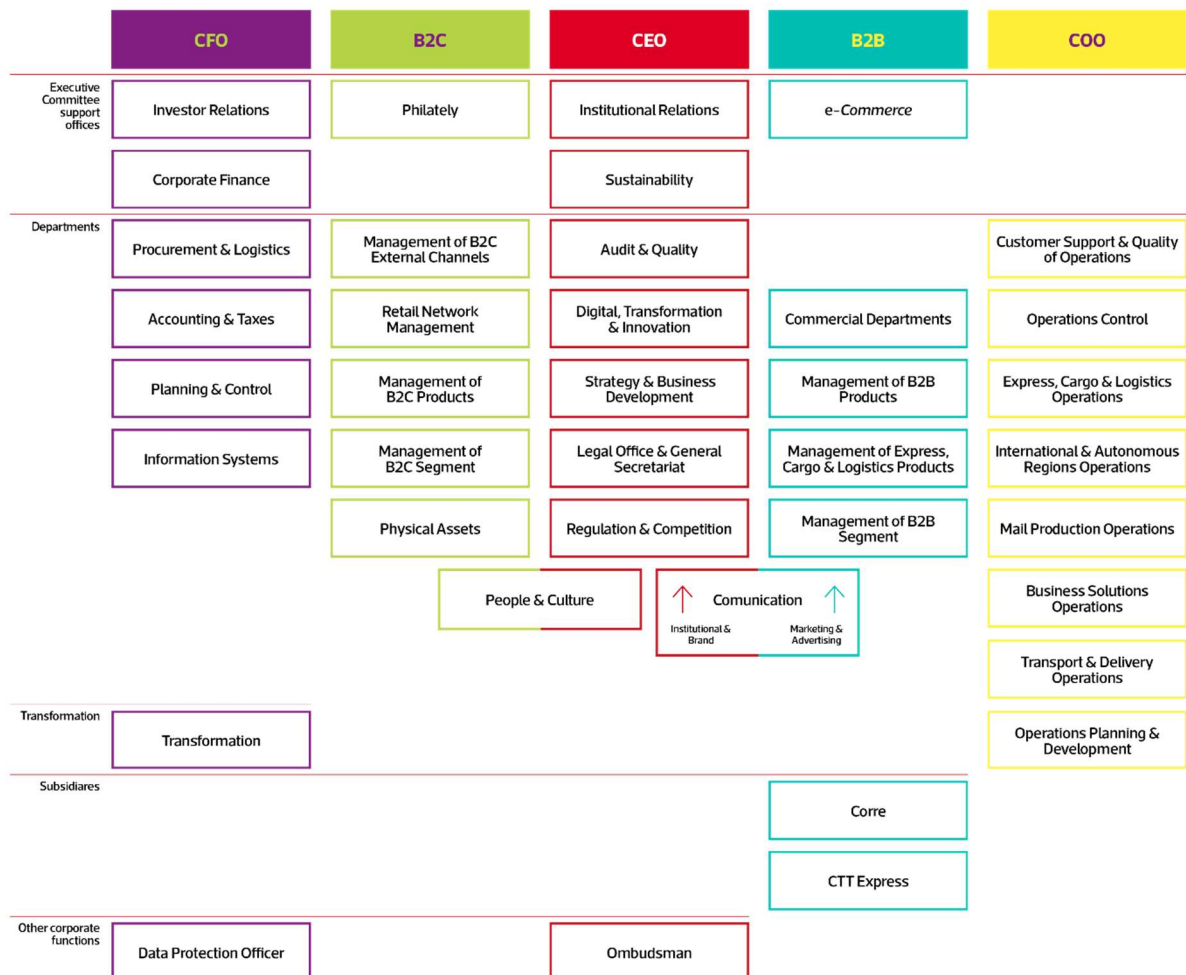 CFO
B2C
CEO
B2B
COO
Executive
Committee
support
offices
Investor Relations
Philately
Institutional Relations
e-Commerce
Corporate Finance
Sustainability
Departments
Procurement & Logistics
Management of B2C
External Channels
Audit & Quality
Customer Support & Quality
of Operations
Accounting & Taxes
Retail Network
Management
Digital, Transformation
& Innovation
Commercial Departments
Operations Control
Planning & Control
Management of
B2C Products
Strategy & Business
Development
Management of B2B
Products
Express, Cargo & Logistics
Operations
Information Systems
Management of
B2C Segment
Legal Office & General
Secretariat
Management of Express,
Cargo & Logistics Products
International & Autonomous
Regions Operations
Physical Assets
Regulation & Competition
Management of B2B
Segment
Mail Production Operations
People & Culture
Comunication
Institutional &
Brand
Marketing &
Advertising
Business Solutions
Operations
Transport & Delivery
Operations
Transformation
Transformation
Operations Planning &
Development
Subsidiares
Corre
CTT Express
Other corporate
functions
Data Protection Officer
Ombudsman